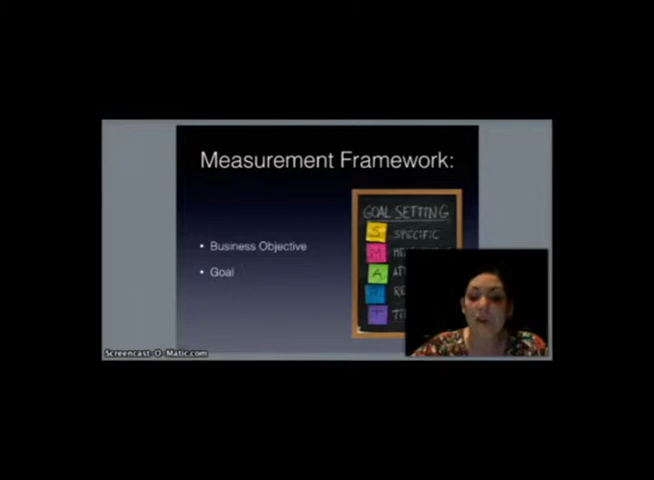 Measurement Framework:
GOAL SETTING
• Business Objective
• Goal
S SPECIFIC
M
A
T
Screencast-O-Matic.com